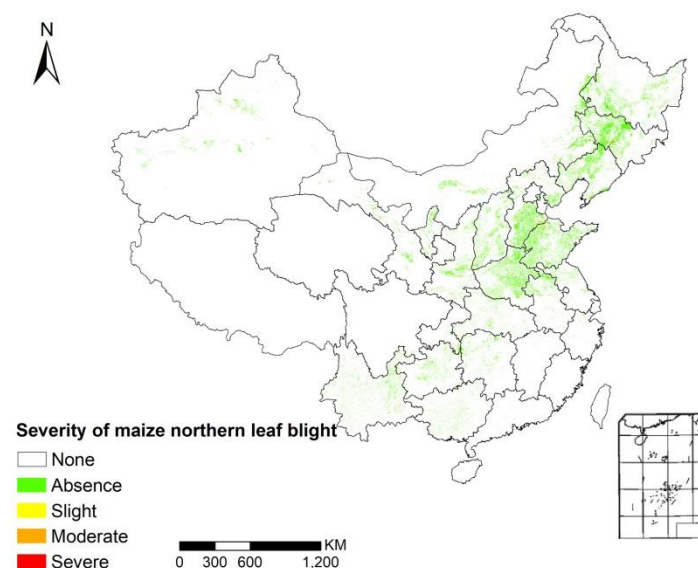 N
Severity of maize northern leaf blight
None
Absence
Slight
Moderate
Severe
KM
0 300 600 1,200